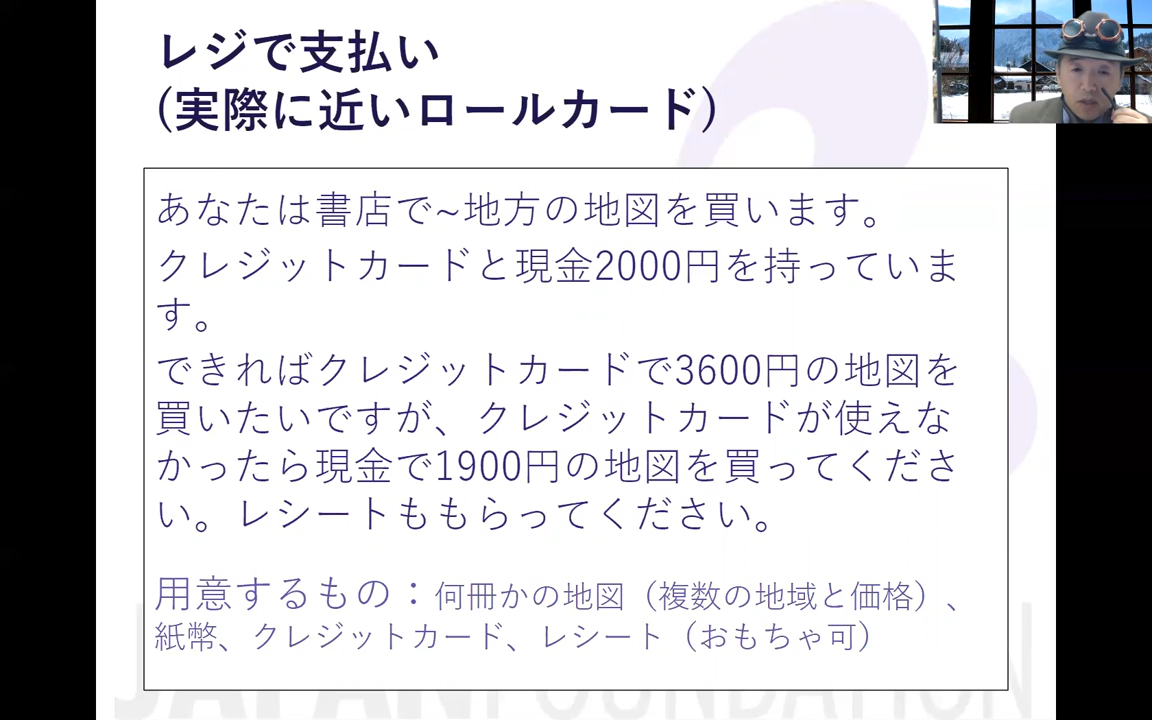 レジで支払い
(実際に近いロールカード)
あなたは書店で~地方の地図を買います。
クレジットカードと現金2000円を持っていま
す。
できればクレジットカードで3600円の地図を
買いたいですが、クレジットカードが使えな
かったら現金で1900円の地図を買ってくださ
い。レシートももらってください。
用意するもの：何冊かの地図（複数の地域と価格）、
紙幣、クレジットカード、レシート（おもちゃ可）
JAPANFOUNDATION